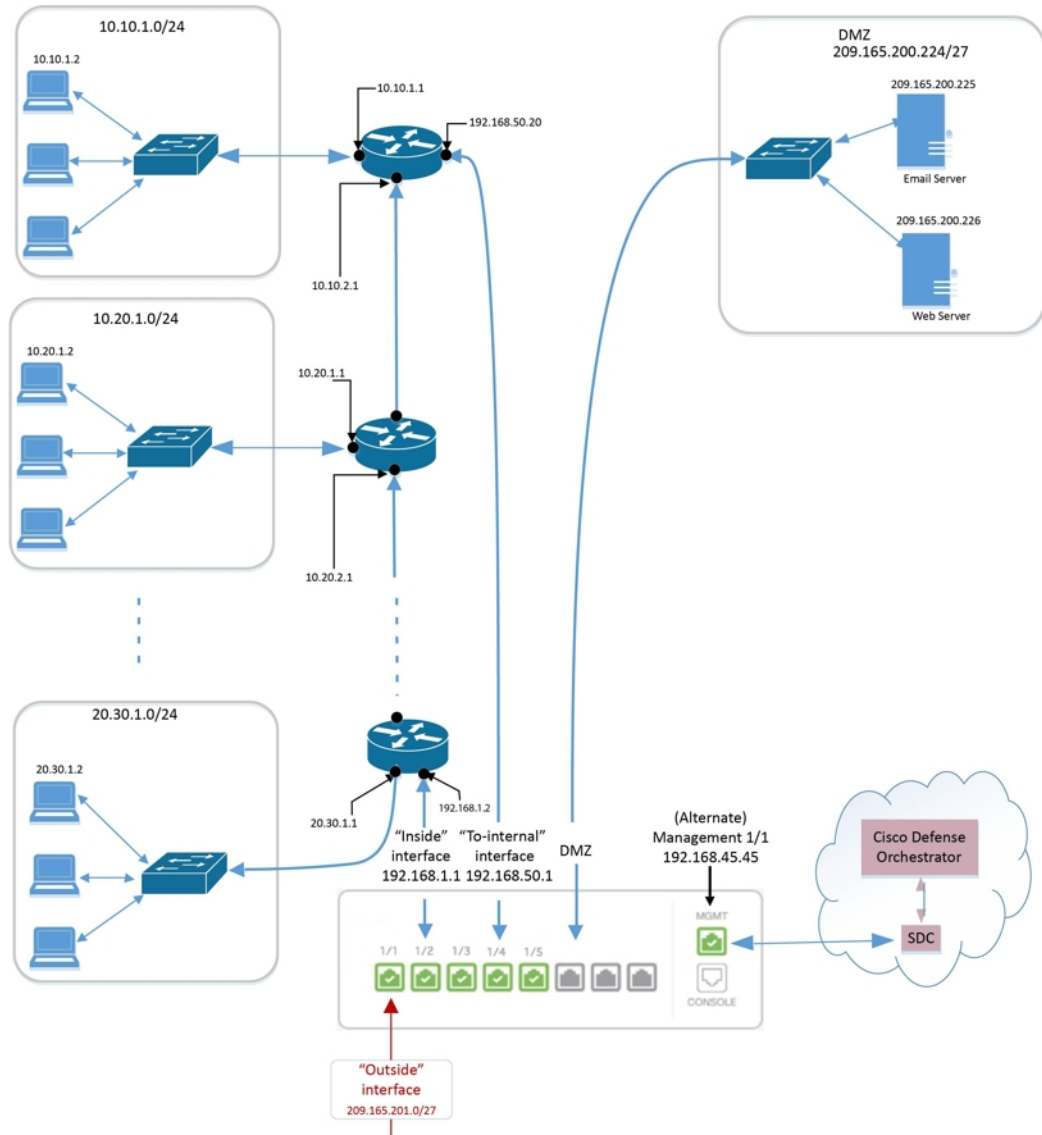 10.10.1.0/24
10.10.1.2
10.10.1.1
192.168.50.20
10.10.2.1
DMZ
209.165.200.224/27
209.165.200.225
Email Server
209.165.200.226
Web Server
10.20.1.0/24
10.20.1.2
10.20.1.1
10.20.2.1
20.30.1.0/24
20.30.1.2
20.30.1.1
192.168.1.2
“Inside”
interface
192.168.1.1
“To-internal”
interface
192.168.50.1
DMZ
(Alternate)
Management 1/1
192.168.45.45
Cisco Defense
Orchestrator
SDC
1/1 1/2 1/3 1/4 1/5
MGMT
CONSOLE
“Outside”
interface
209.165.201.0/27